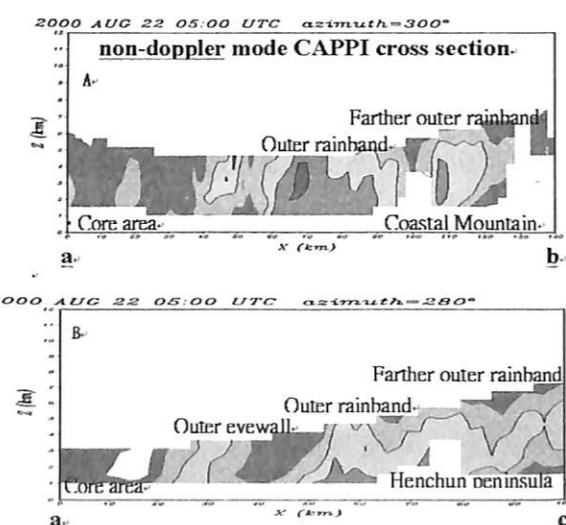 2000 AUG 22 05:00 UTC azimuth=300°
non-doppler mode CAPPI cross section
A
Farther outer rainband
Outer rainband
Z (km)
Core area
Coastal Mountain
X (km)
a
b
000 AUG 22 05:00 UTC azimuth=280°
B
Farther outer rainband
Outer rainband
Outer eyewall
Z (km)
Core area
Henchun peninsula
X (km)
a
c